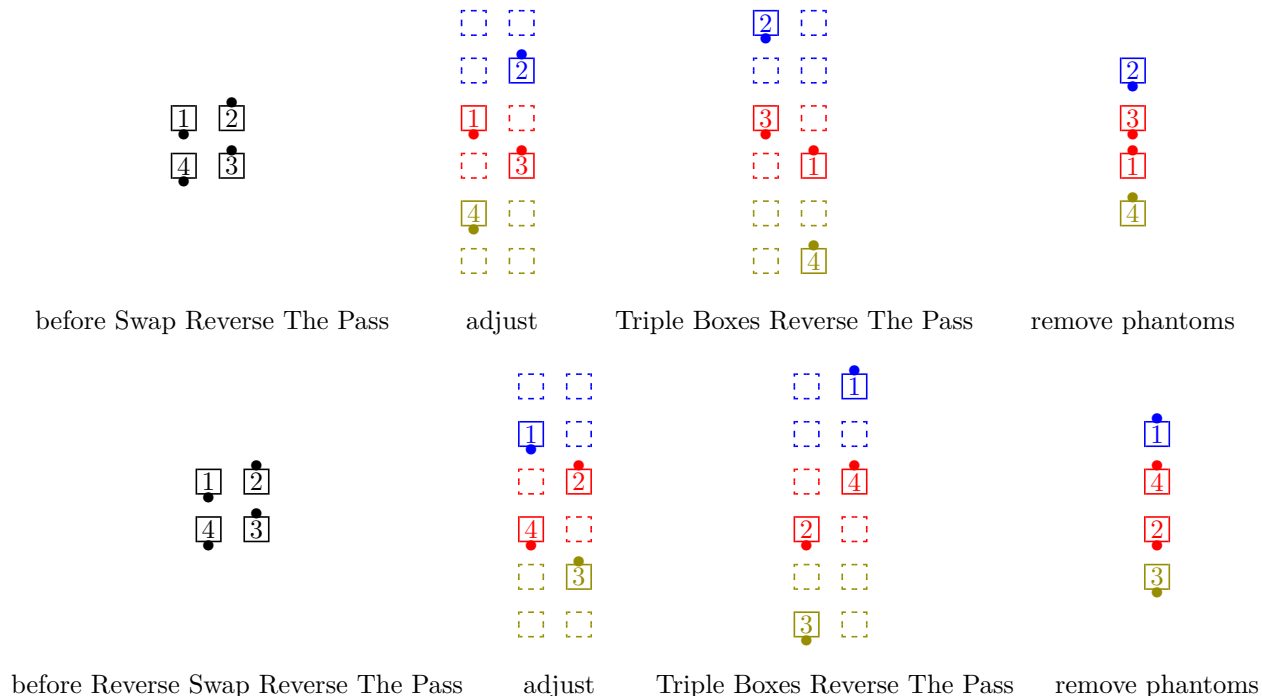 2 2
2 2
1 2 1 3 3
4 3 3 1 1
4 4
4
before Swap Reverse The Pass adjust Triple Boxes Reverse The Pass remove phantoms
1
1 1
1 2 2 4 4
4 3 4 2 2
3 3
3
before Reverse Swap Reverse The Pass adjust Triple Boxes Reverse The Pass remove phantoms